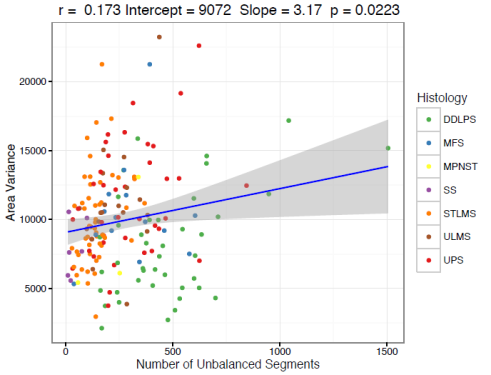 r = 0.173 Intercept = 9072 Slope = 3.17 p = 0.0223
Area Variance
20000
15000
10000
5000
0
500
1000
1500
Number of Unbalanced Segments
Histology
DDLPS
MFS
MPNST
SS
STLMS
ULMS
UPS